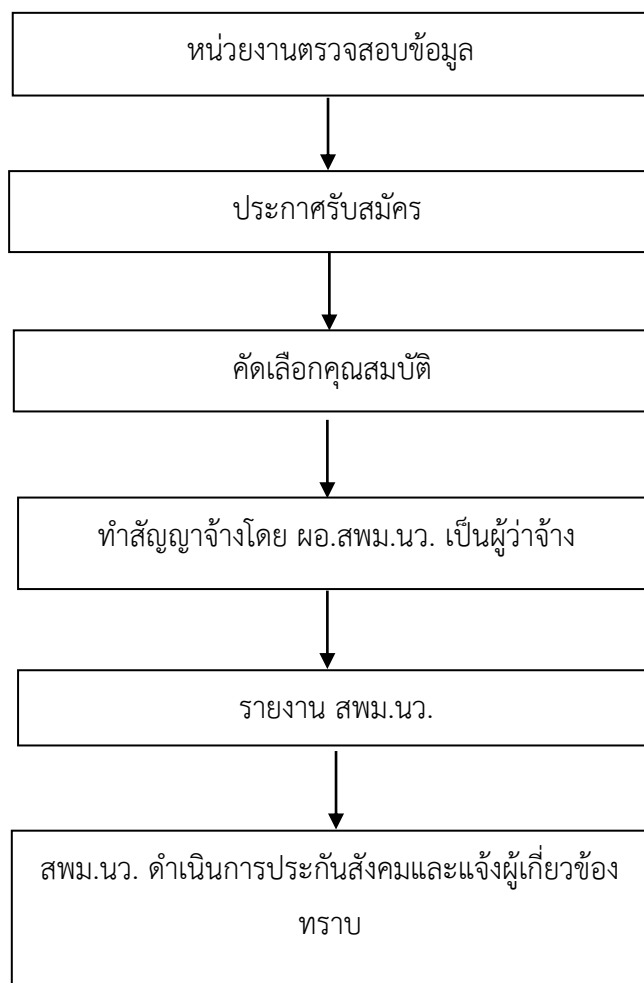 หน่วยงานตรวจสอบข้อมูล
ประกาศรับสมัคร
คัดเลือกคุณสมบัติ
ทำสัญญาจ้างโดย ผอ.สพม.นว. เป็นผู้ว่าจ้าง
รายงาน สพม.นว.
สพม.นว. ดำเนินการประกันสังคมและแจ้งผู้เกี่ยวข้อง
ทราบ